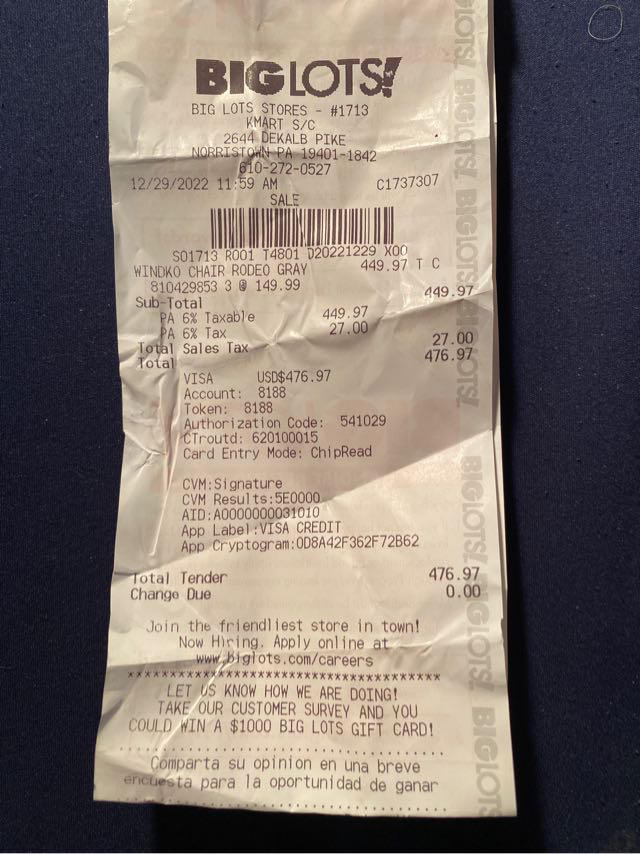 BIG LOTS!
BIG LOTS STORES - #1713
KMART S/C
2644 DEKALB PIKE
NORRISTOWN PA 19401-1842
610-272-0527
12/29/2022 11:59 AM C1737307
SALE
S01713 R001 T4801 D20221229 X00
WINDKO CHAIR RODEO GRAY 449.97 T C
810429853 3 @ 149.99
Sub-Total 449.97
PA 6% Taxable 449.97
PA 6% Tax 27.00
Total Sales Tax 27.00
Total 476.97
VISA USD$476.97
Account: 8188
Token: 8188
Authorization Code: 541029
CTroutd: 620100015
Card Entry Mode: ChipRead
CVM:Signature
CVM Results:5E0000
AID:A0000000031010
App Label:VISA CREDIT
App Cryptogram:0D8A42F362F72B62
Total Tender 476.97
Change Due 0.00
Join the friendliest store in town!
Now Hiring. Apply online at
www.biglots.com/careers
****************************************
LET US KNOW HOW WE ARE DOING!
TAKE OUR CUSTOMER SURVEY AND YOU
COULD WIN A $1000 BIG LOTS GIFT CARD!
Comparta su opinion en una breve
encuesta para la oportunidad de ganar
BIGLOTS! BIGLOTS! BIGLOTS! BIGLOTS! BIGLOTS! BIGLOTS!